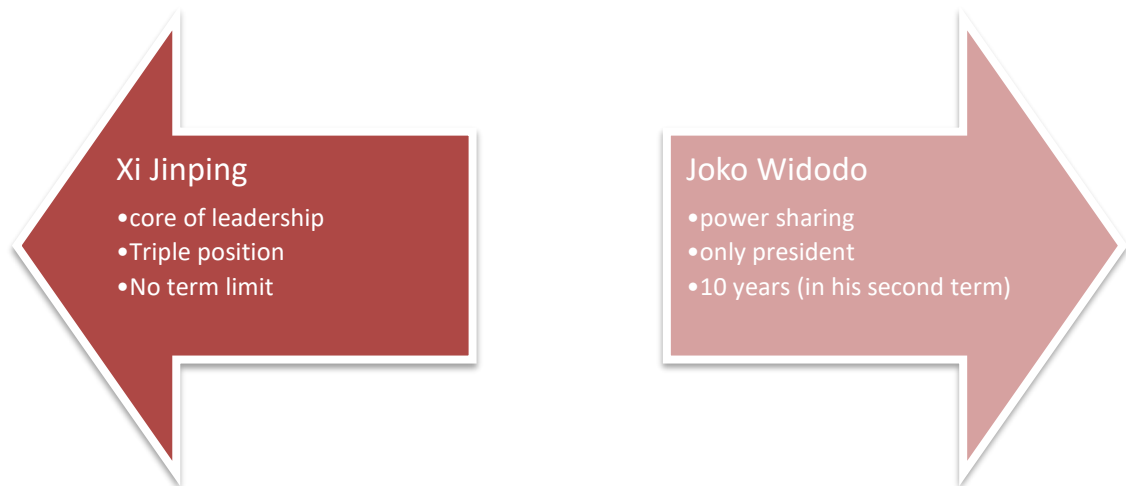 Xi Jinping
•core of leadership
•Triple position
•No term limit
Joko Widodo
•power sharing
•only president
•10 years (in his second term)